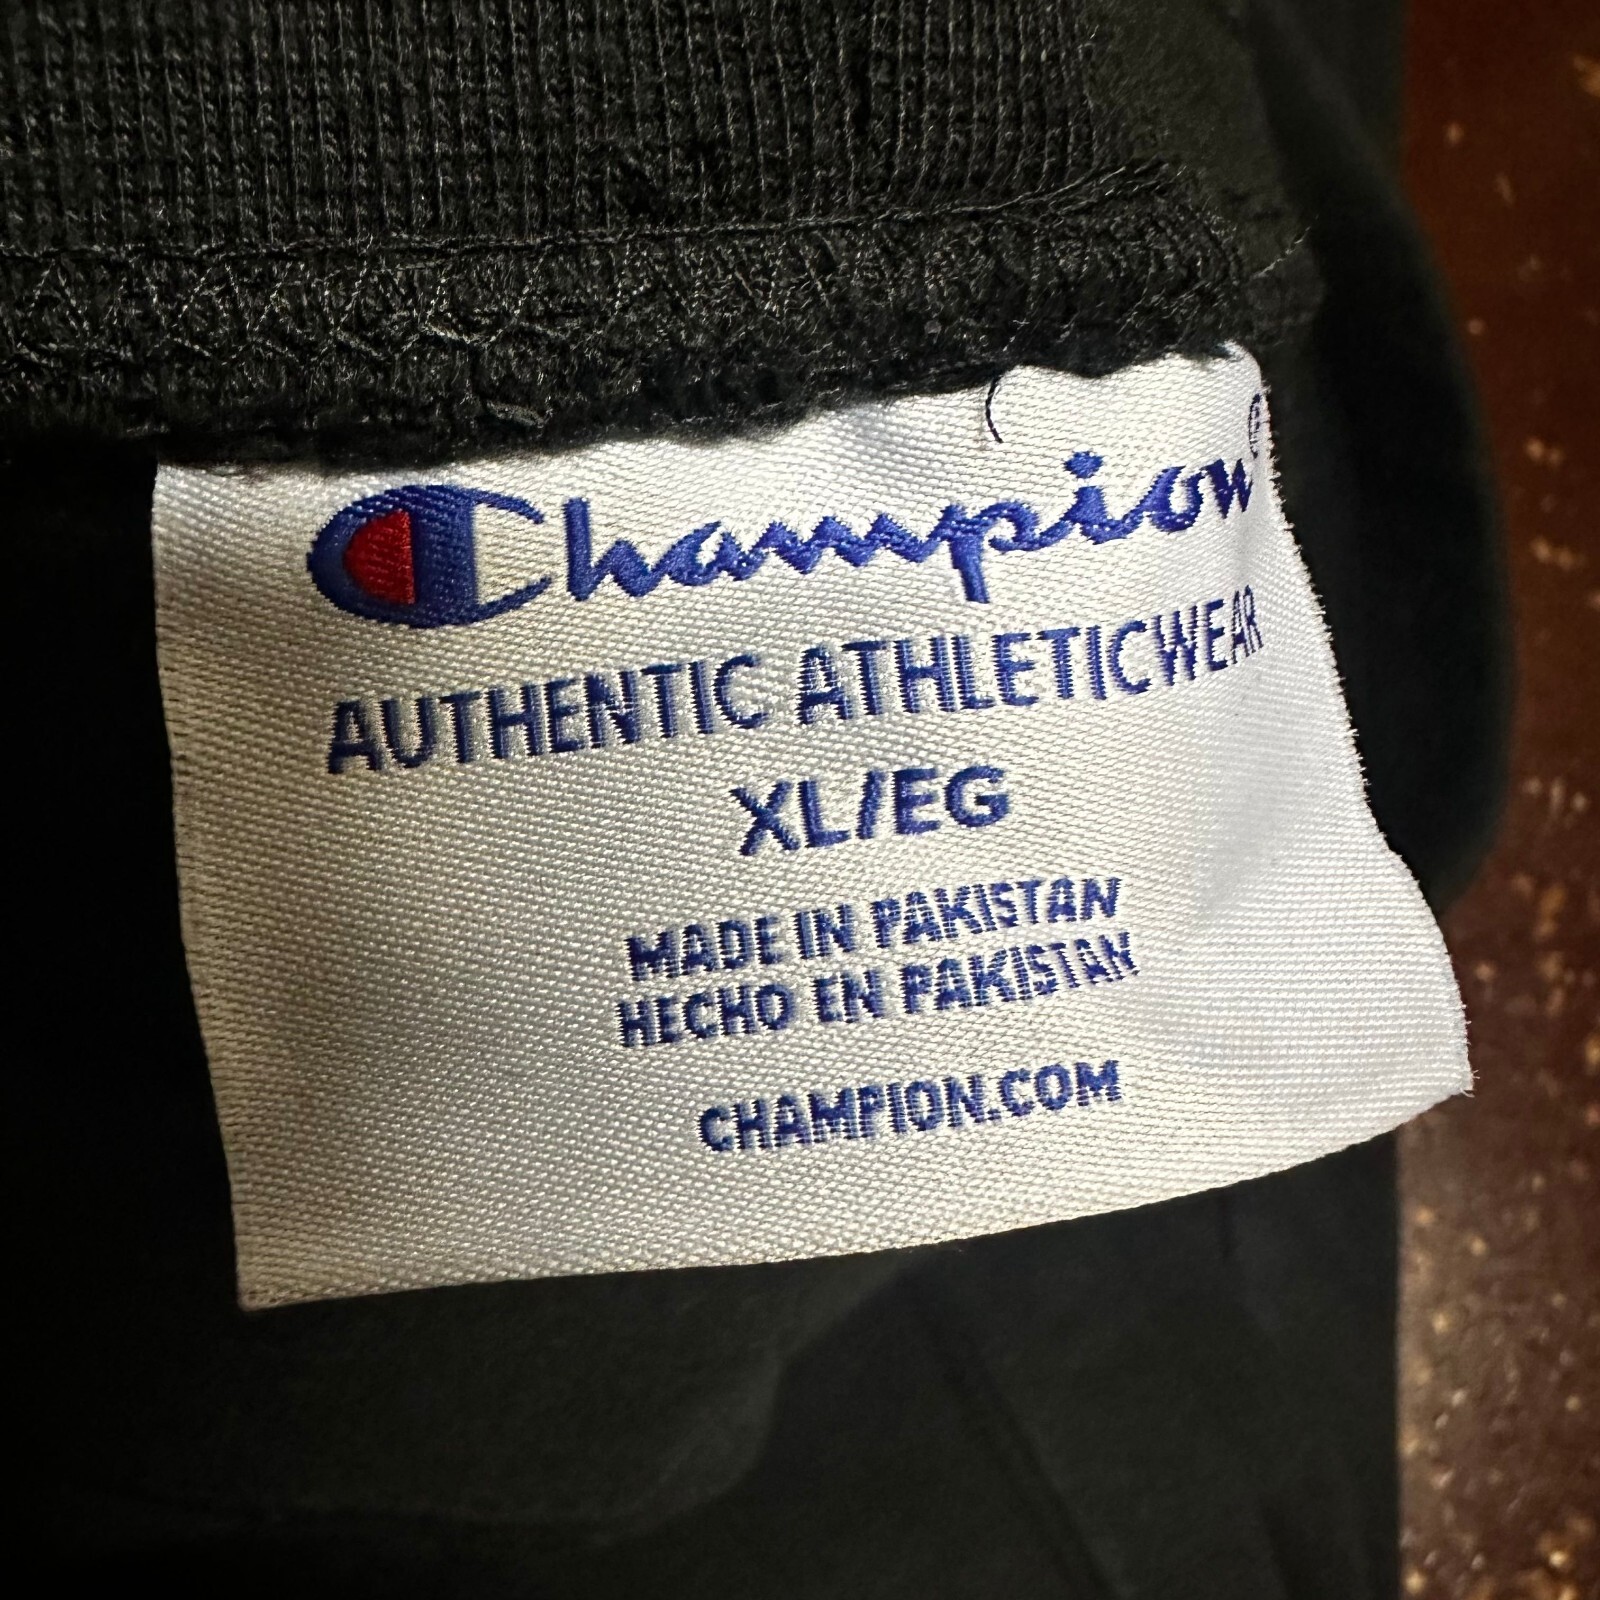 Champion®
AUTHENTIC ATHLETICWEAR
XL/EG
MADE IN PAKISTAN
HECHO EN PAKISTAN
CHAMPION.COM